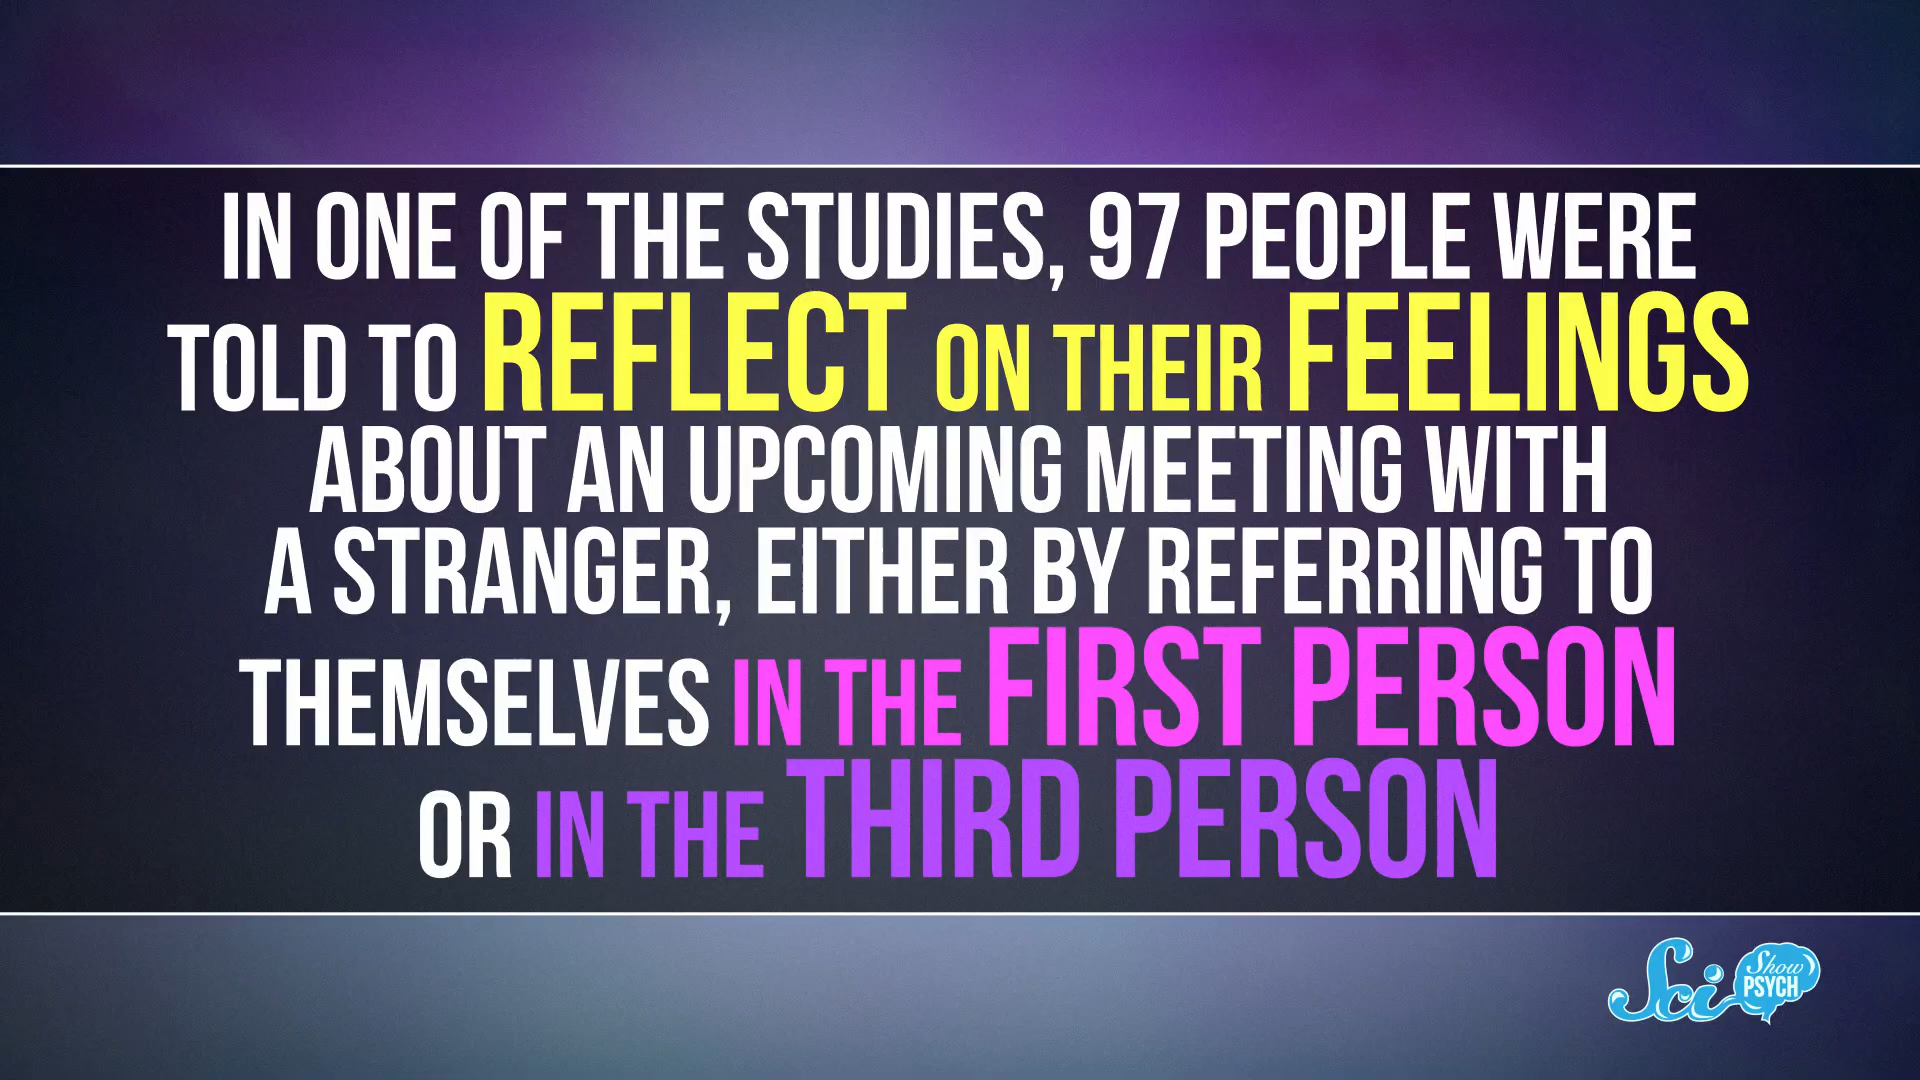 IN ONE OF THE STUDIES, 97 PEOPLE WERE
TOLD TO REFLECT ON THEIR FEELINGS
ABOUT AN UPCOMING MEETING WITH
A STRANGER, EITHER BY REFERRING TO
THEMSELVES IN THE FIRST PERSON
OR IN THE THIRD PERSON
Sci Show
PSYCH